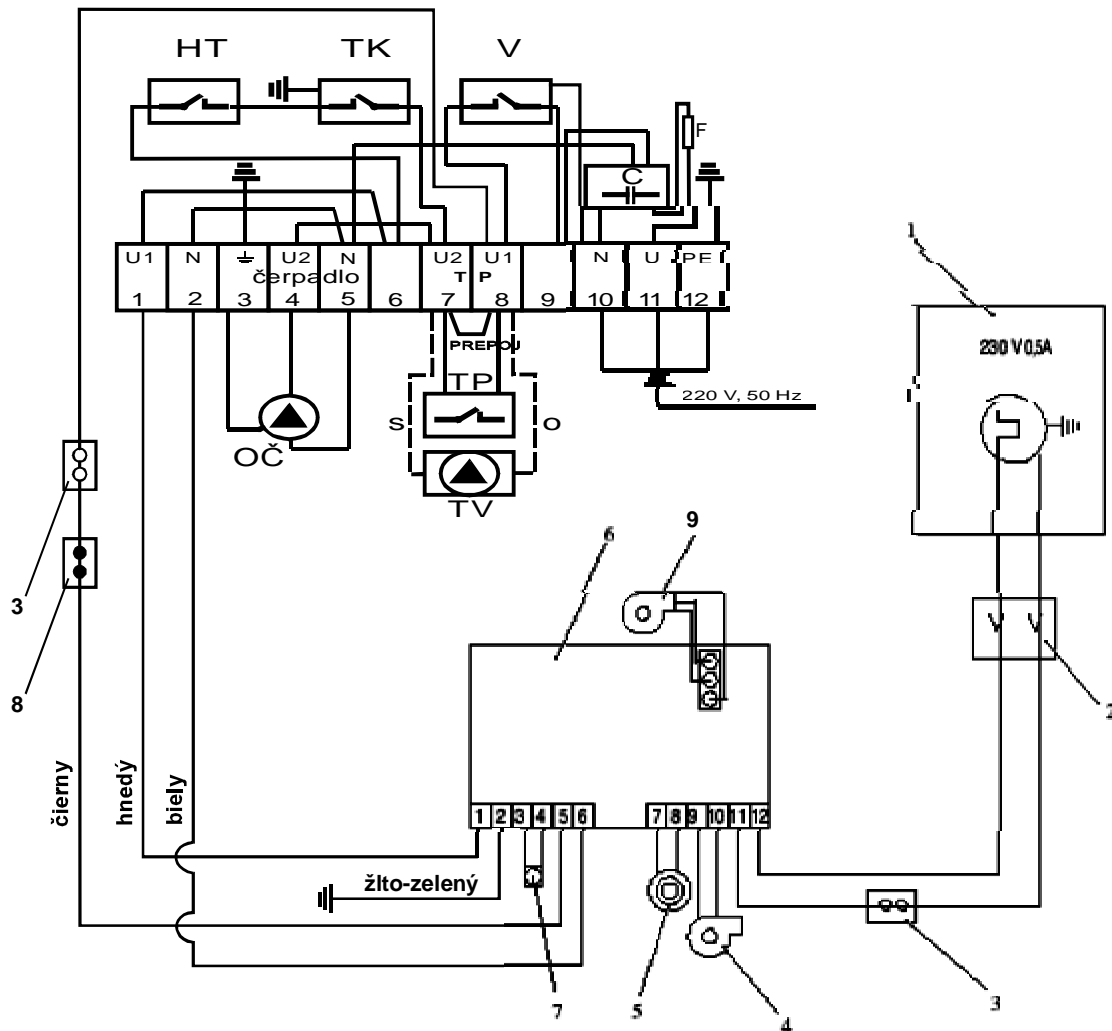 HT TK V
F
C
U1 N U2 N U2 U1 N U PE
čerpadlo T P
1 2 3 4 5 6 7 8 9 10 11 12
PREPOJ
TP
220 V, 50 Hz
S O
OČ
TV
1
230 V 0,5A
3
8
6
9
2
čierny
hnedý
biely
1 2 3 4 5 6 7 8 9 10 11 12
žlto-zelený
7
5
4
3